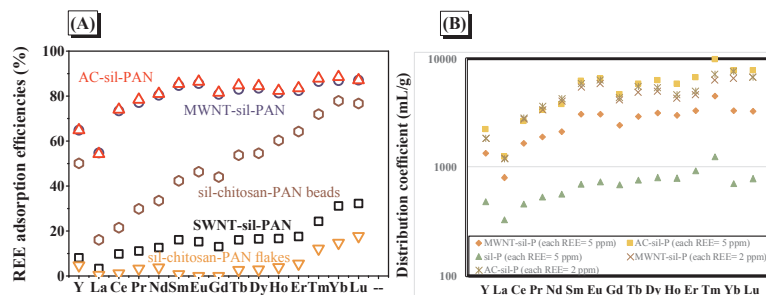 (A)
REE adsorption efficiencies (%)
100
80
60
40
20
0
AC-sil-PAN
MWNT-sil-PAN
sil-chitosan-PAN beads
SWNT-sil-PAN
sil-chitosan-PAN flakes
Y La Ce Pr Nd Sm Eu Gd Tb Dy Ho Er Tm Yb Lu --
(B)
Distribution coefficient (mL/g)
10000
1000
100
MWNT-sil-P (each REE= 5 ppm) AC-sil-P (each REE= 5 ppm)
sil-P (each REE= 5 ppm) MWNT-sil-P (each REE= 2 ppm)
AC-sil-P (each REE= 2 ppm)
Y La Ce Pr Nd Sm Eu Gd Tb Dy Ho Er Tm Yb Lu